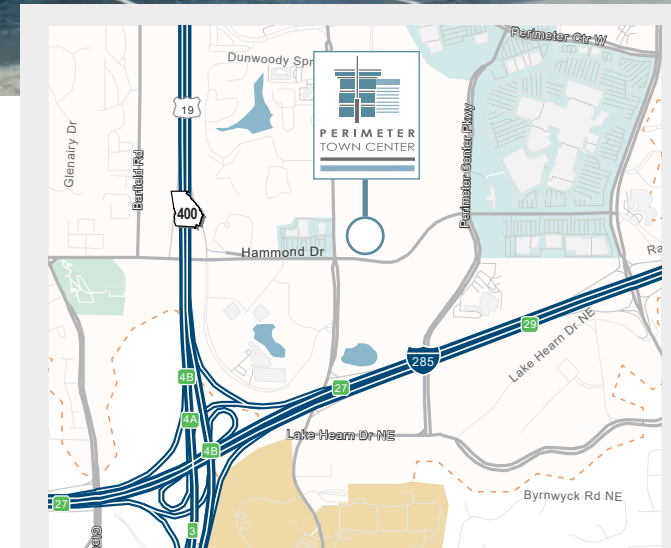 Perimeter Ctr W
Dunwoody Spr
19
PERIMETER
TOWN CENTER
Glenairy Dr
Barfield Rd
Perimeter Center Pkwy
400
Hammond Dr
Ra
29
285
Lake Hearn Dr NE
4B
27
4A
Lake Hearn Dr NE
4B
27
Byrnwyck Rd NE
3